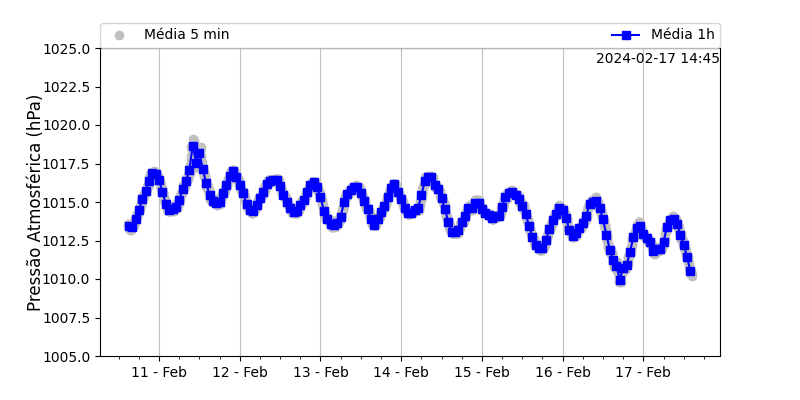 Média 5 min
Média 1h
2024-02-17 14:45
Pressão Atmosférica (hPa)
1025.0
1022.5
1020.0
1017.5
1015.0
1012.5
1010.0
1007.5
1005.0
11 - Feb
12 - Feb
13 - Feb
14 - Feb
15 - Feb
16 - Feb
17 - Feb